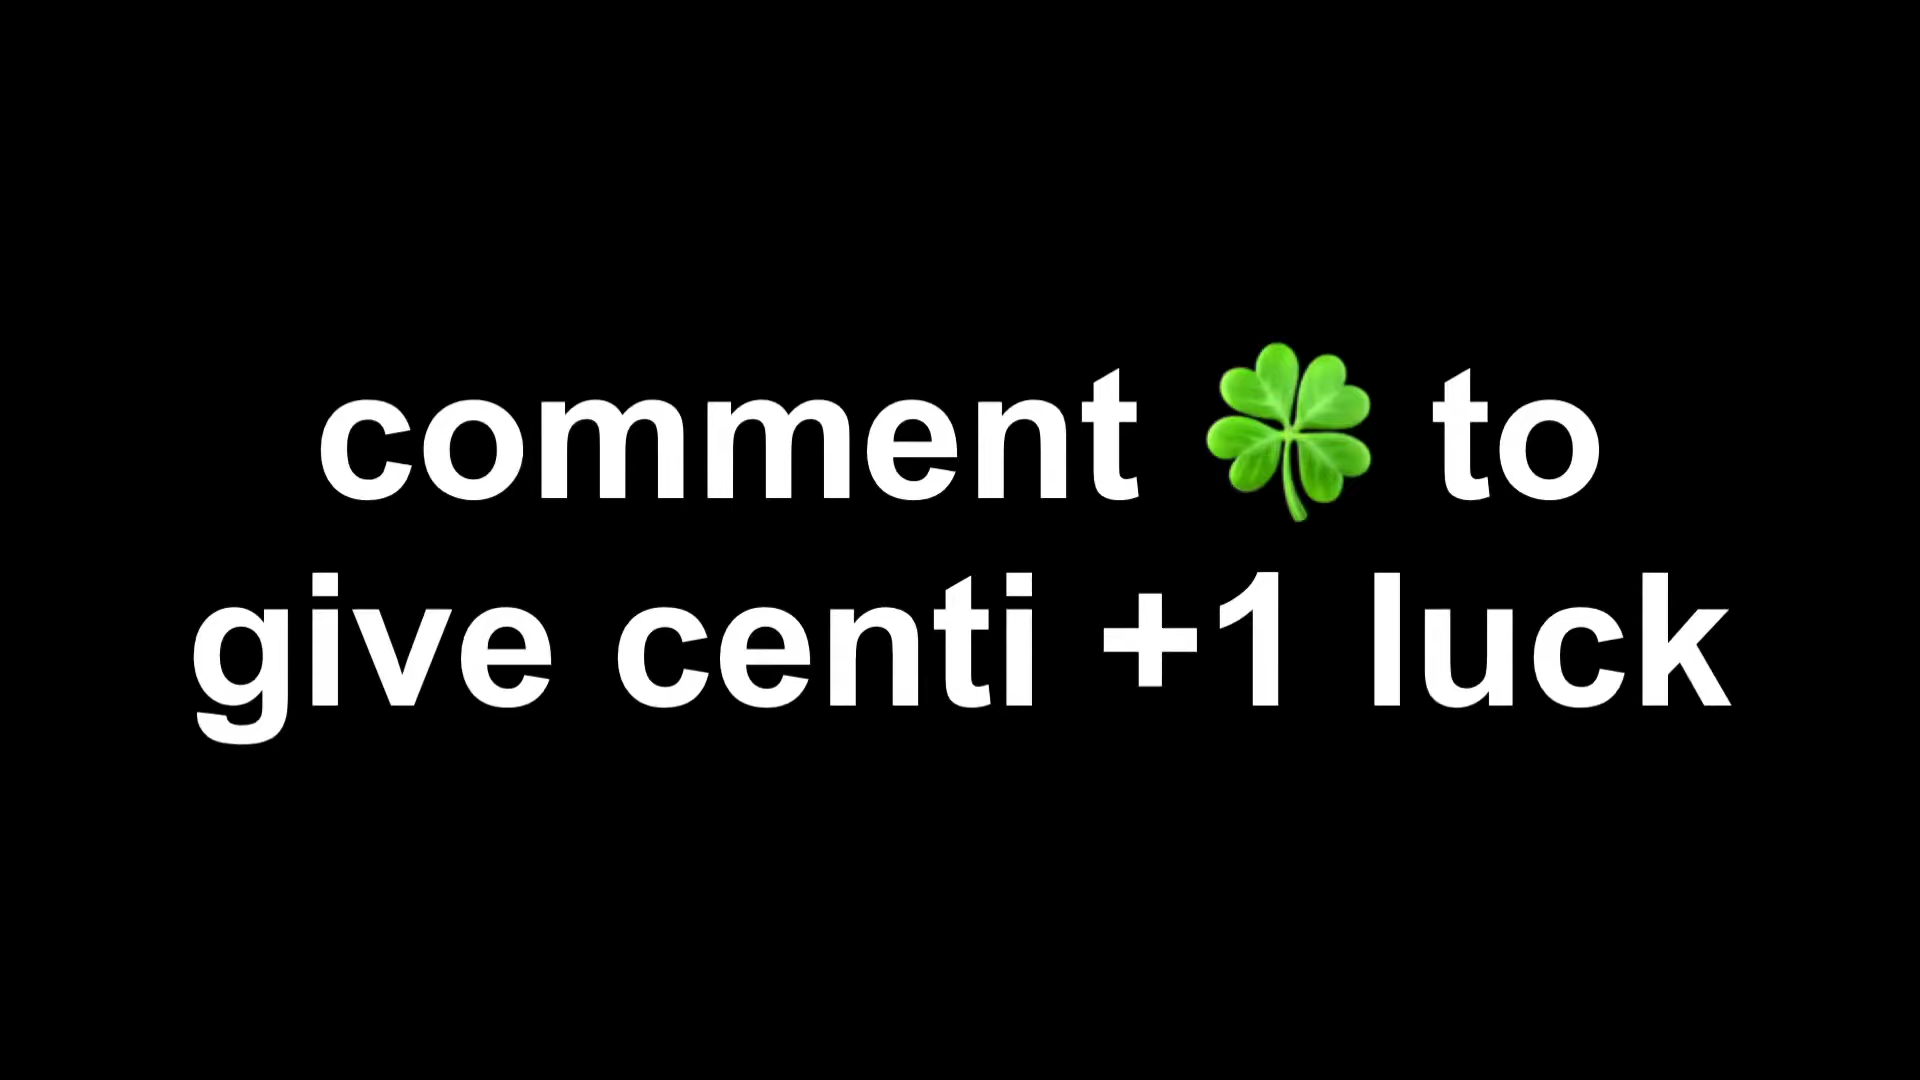 comment 🍀 to
give centi +1 luck